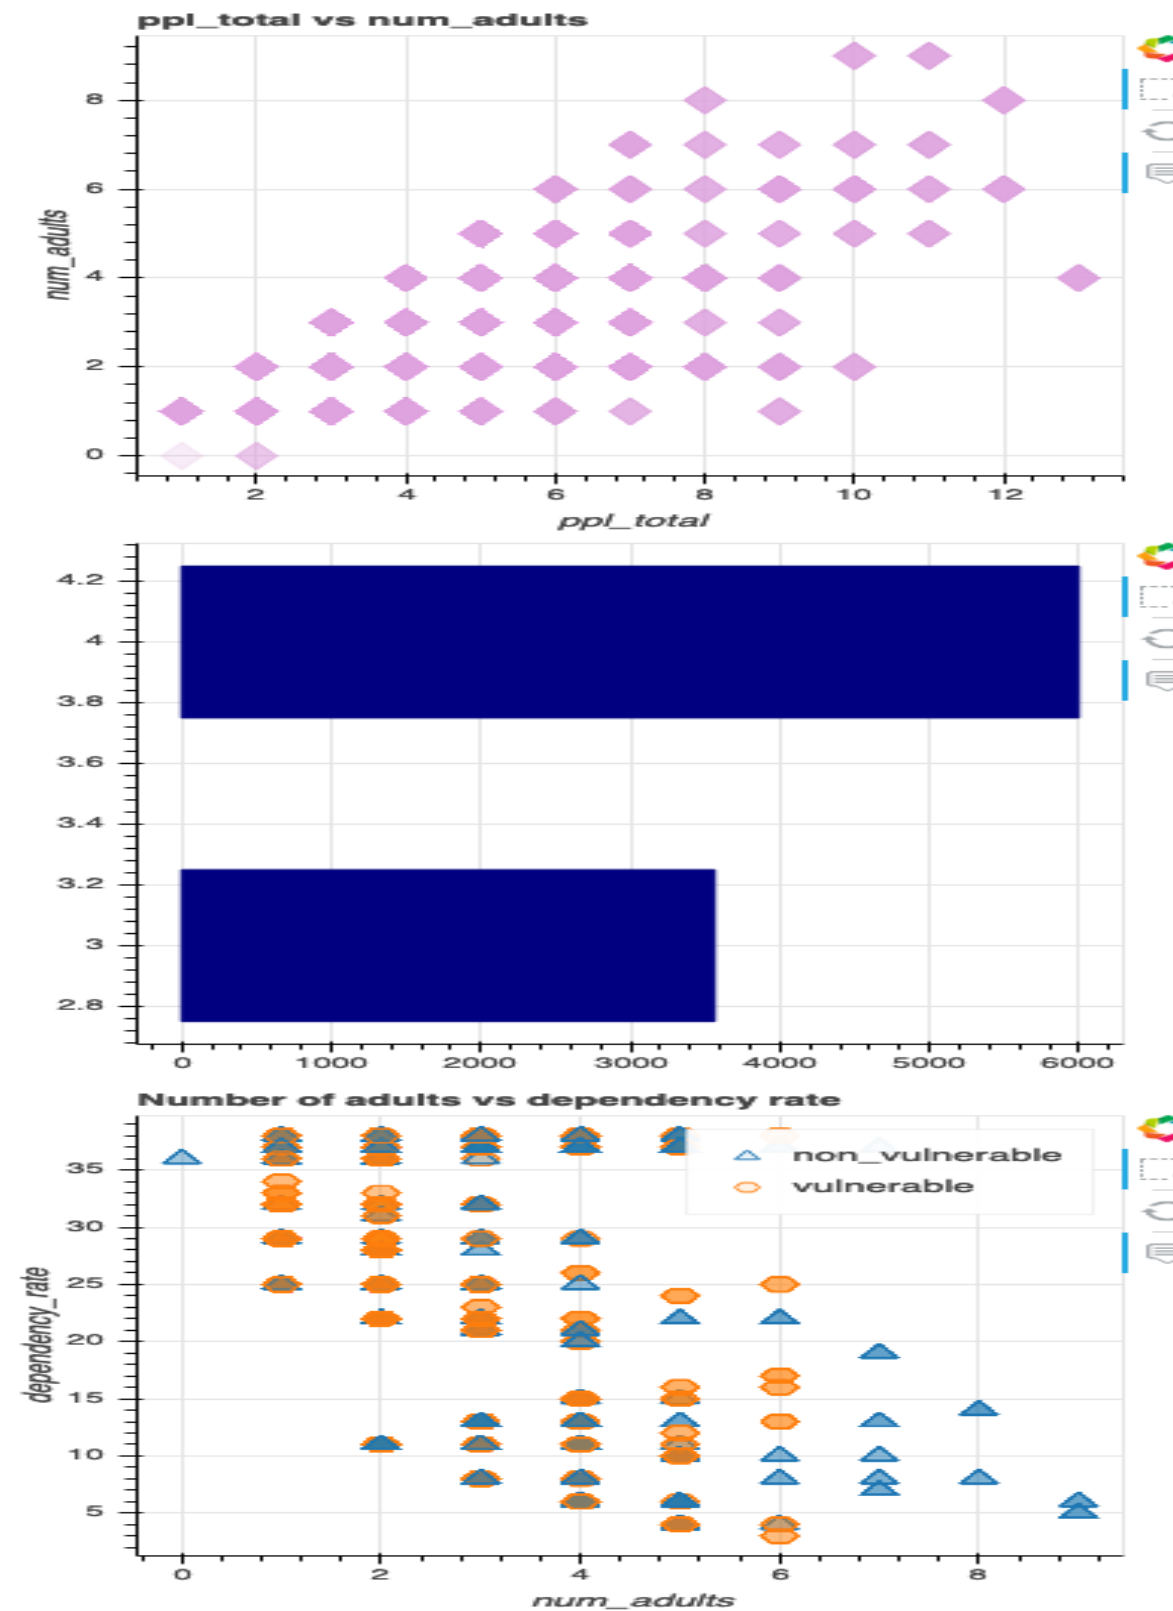 ppl_total vs num_adults
8
6
4
2
0
num_adults
2 4 6 8 10 12
ppl_total
4.2
4
3.8
3.6
3.4
3.2
3
2.8
0 1000 2000 3000 4000 5000 6000
Number of adults vs dependency rate
non_vulnerable
vulnerable
35
30
25
20
15
10
5
dependency_rate
0 2 4 6 8
num_adults